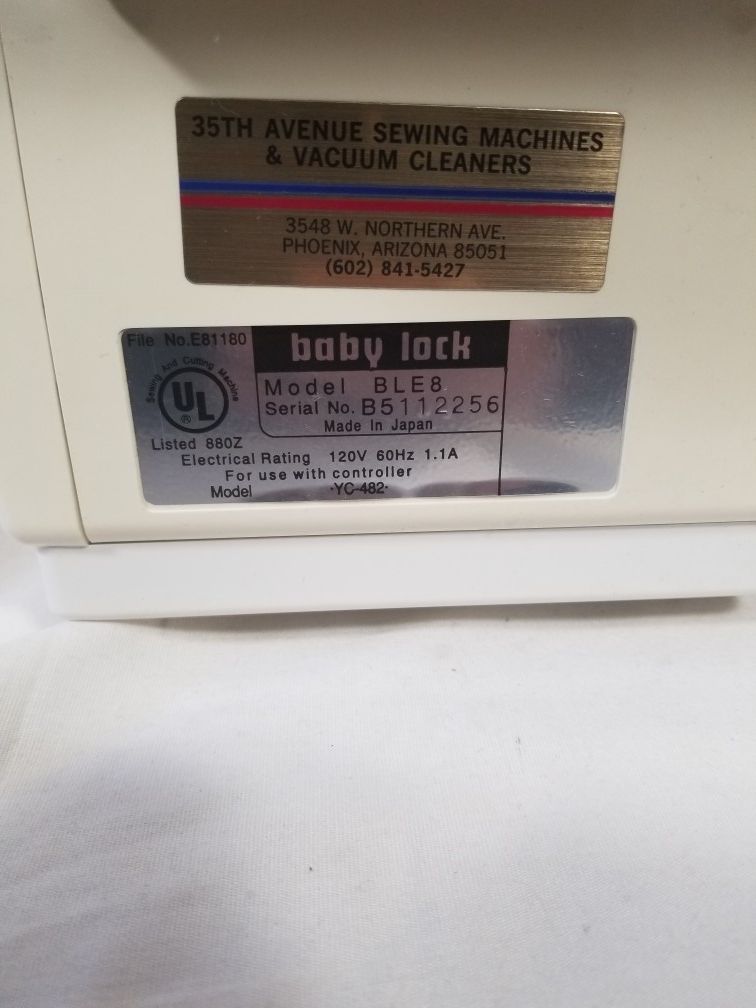 35TH AVENUE SEWING MACHINES
& VACUUM CLEANERS
3548 W. NORTHERN AVE.
PHOENIX, ARIZONA 85051
(602) 841-5427
File No.E81180
baby lock
Sewing And Cutting Machine
UL
®
Model BLE8
Serial No. B5112256
Made In Japan
Listed 880Z
Electrical Rating 120V 60Hz 1.1A
For use with controller
Model ·YC-482·